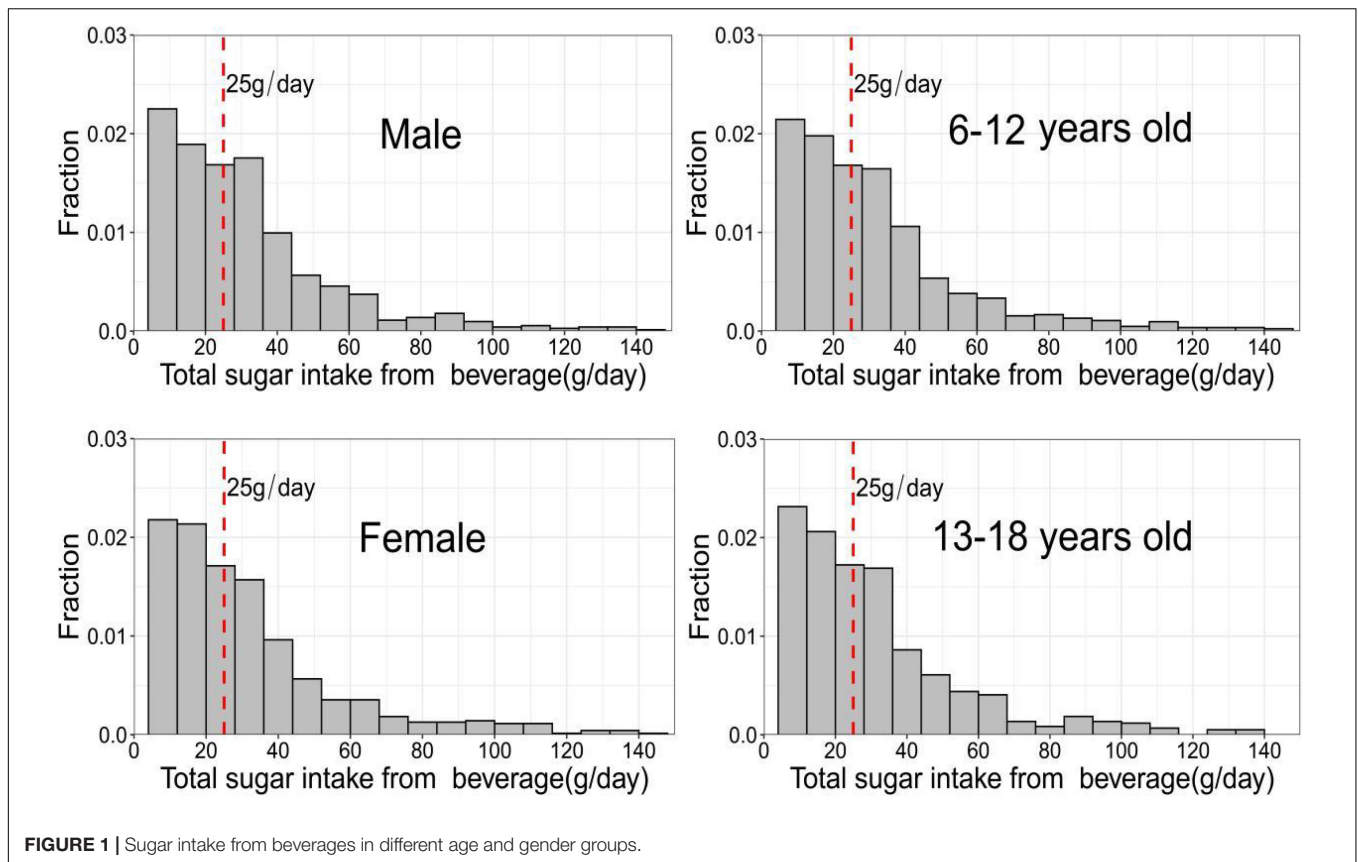 0.03
0.02
0.01
0.0
Fraction
25g/day
Male
0 20 40 60 80 100 120 140
Total sugar intake from beverage(g/day)
0.03
0.02
0.01
0.0
Fraction
25g/day
6-12 years old
0 20 40 60 80 100 120 140
Total sugar intake from beverage(g/day)
0.03
0.02
0.01
0.0
Fraction
25g/day
Female
0 20 40 60 80 100 120 140
Total sugar intake from beverage(g/day)
0.03
0.02
0.01
0.0
Fraction
25g/day
13-18 years old
0 20 40 60 80 100 120 140
Total sugar intake from beverage(g/day)
FIGURE 1 | Sugar intake from beverages in different age and gender groups.